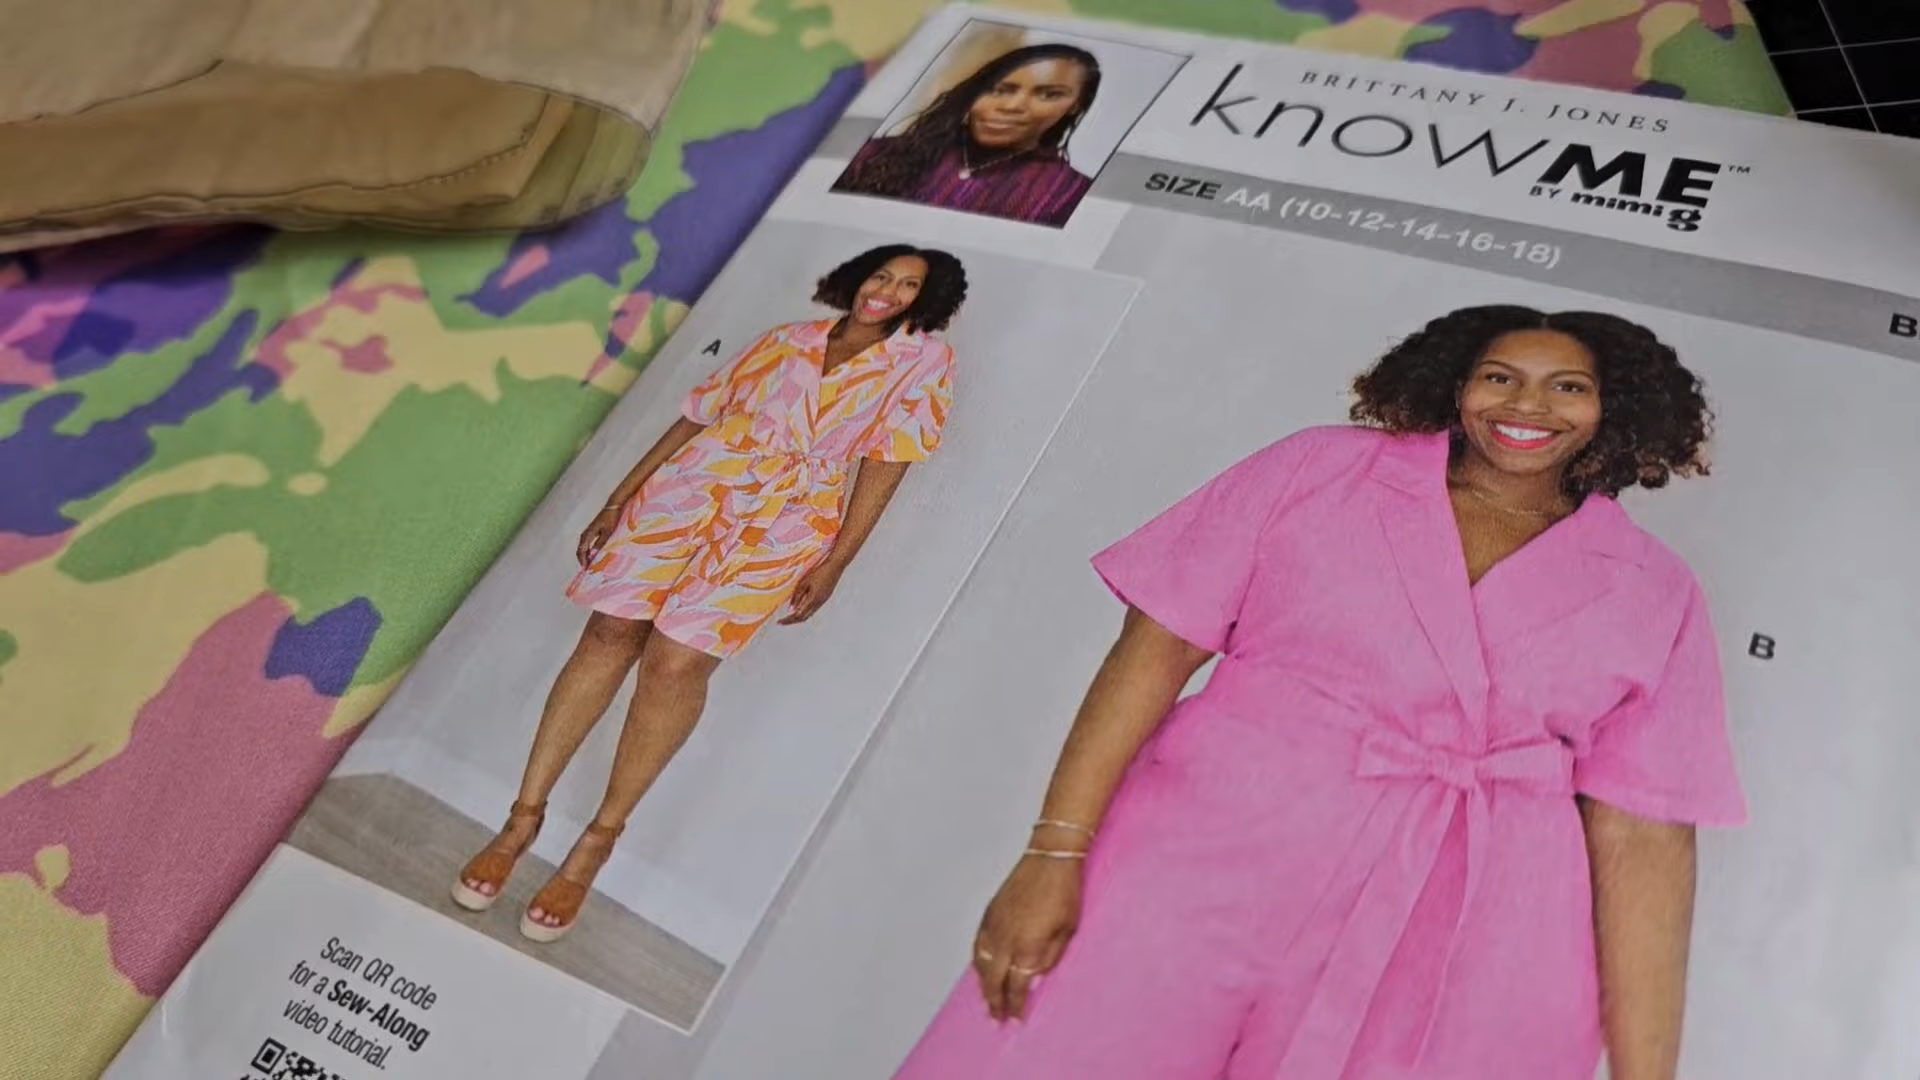 BRITTANY J. JONES
knowME™
BY mimi g
SIZE AA (10-12-14-16-18)
B
A
B
Scan QR code
for a Sew-Along
video tutorial.